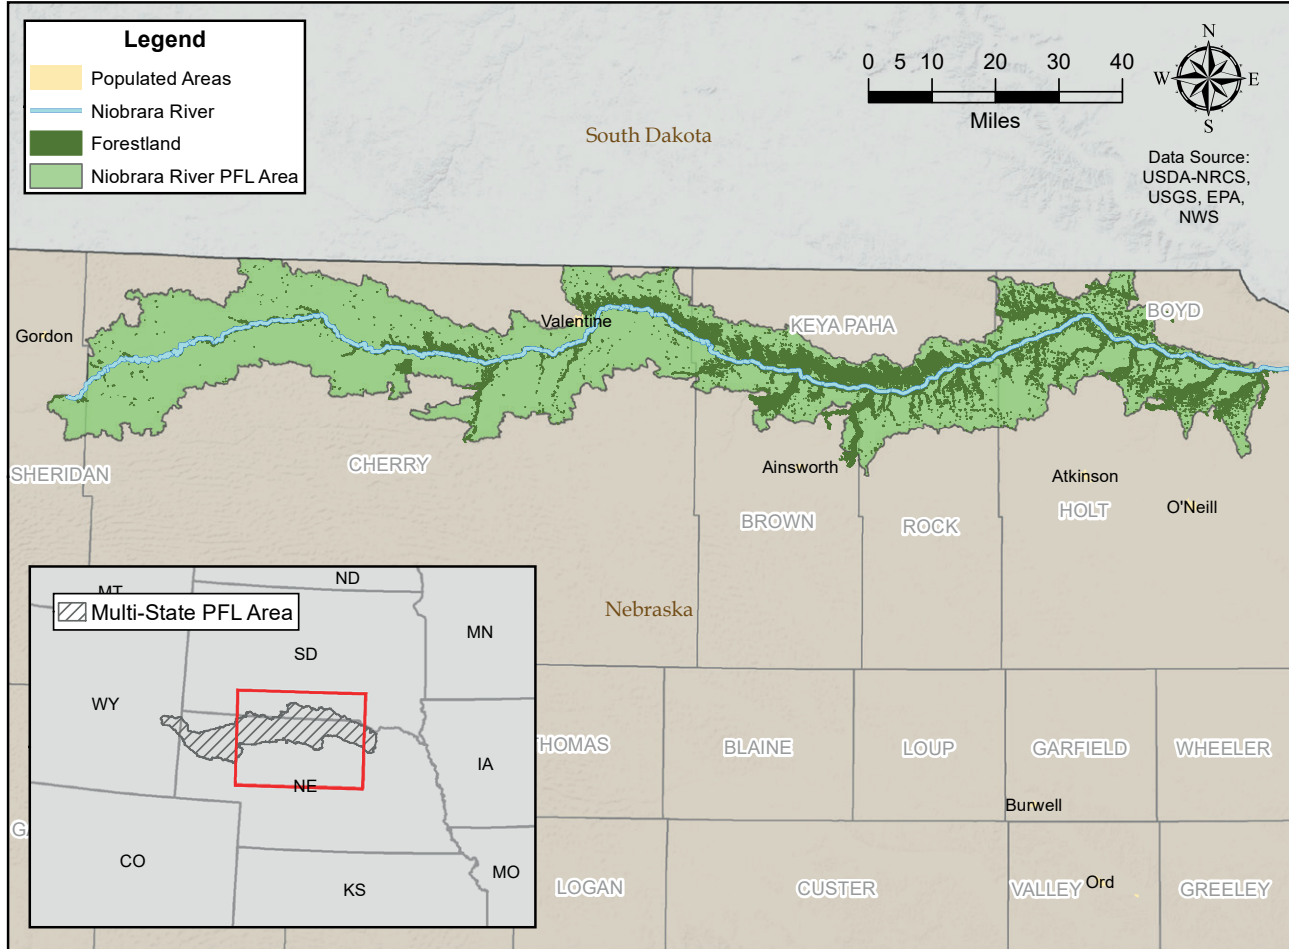 Legend
Populated Areas
Niobrara River
Forestland
Niobrara River PFL Area
0 5 10 20 30 40
Miles
N
W E
S
Data Source:
USDA-NRCS,
USGS, EPA,
NWS
South Dakota
Gordon
Valentine
KEYA PAHA
BOYD
SHERIDAN
CHERRY
Ainsworth
Atkinson
O'Neill
BROWN
ROCK
HOLT
Nebraska
THOMAS
BLAINE
LOUP
GARFIELD
WHEELER
Burwell
LOGAN
CUSTER
VALLEY
Ord
GREELEY
MT
ND
Multi-State PFL Area
MN
SD
WY
IA
NE
CO
KS
MO